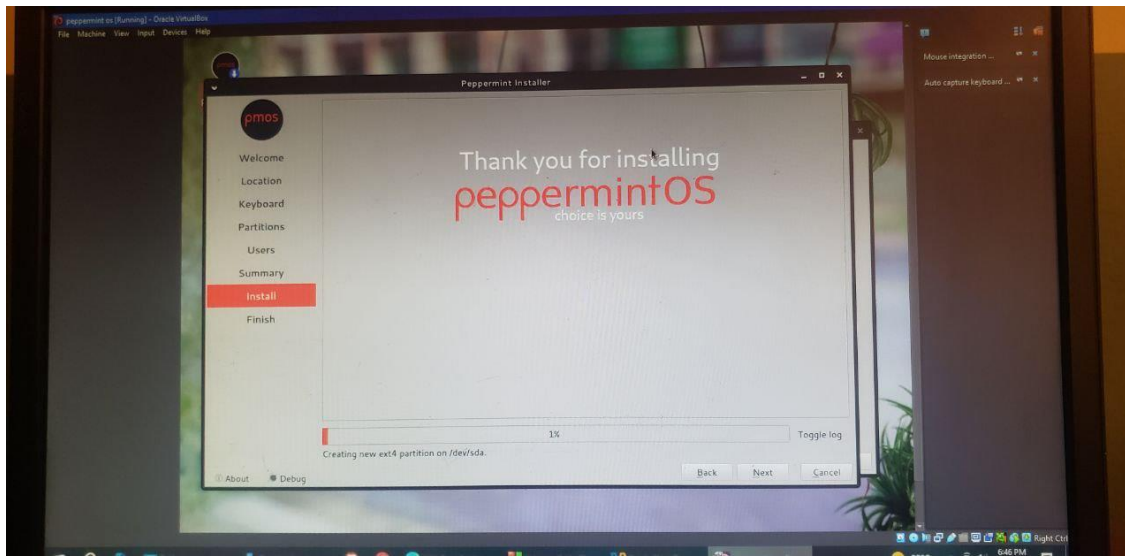 peppermint os [Running] - Oracle VirtualBox
File Machine View Input Devices Help
Mouse integration ...
Auto capture keyboard ...
pmos
Peppermint Installer
pmos
Welcome
Location
Keyboard
Partitions
Users
Summary
Install
Finish
Thank you for installing
peppermintOS
choice is yours
1%
Toggle log
Creating new ext4 partition on /dev/sda.
About
Debug
Back
Next
Cancel
Right Ctrl
6:46 PM